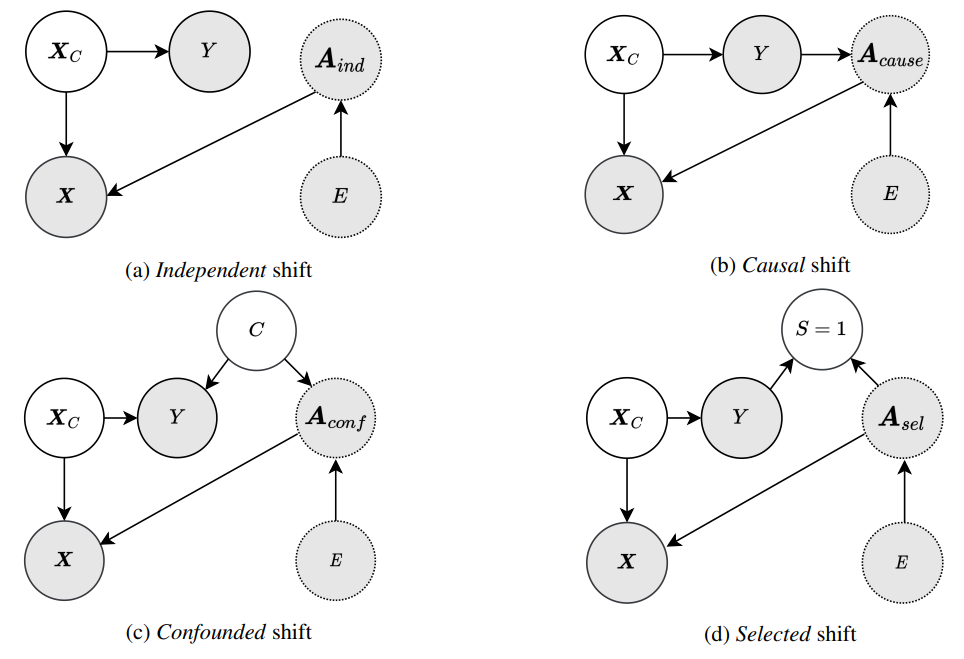 X_C Y A_ind
X E
(a) Independent shift
X_C Y A_cause
X E
(b) Causal shift
C
X_C Y A_conf
X E
(c) Confounded shift
S = 1
X_C Y A_sel
X E
(d) Selected shift